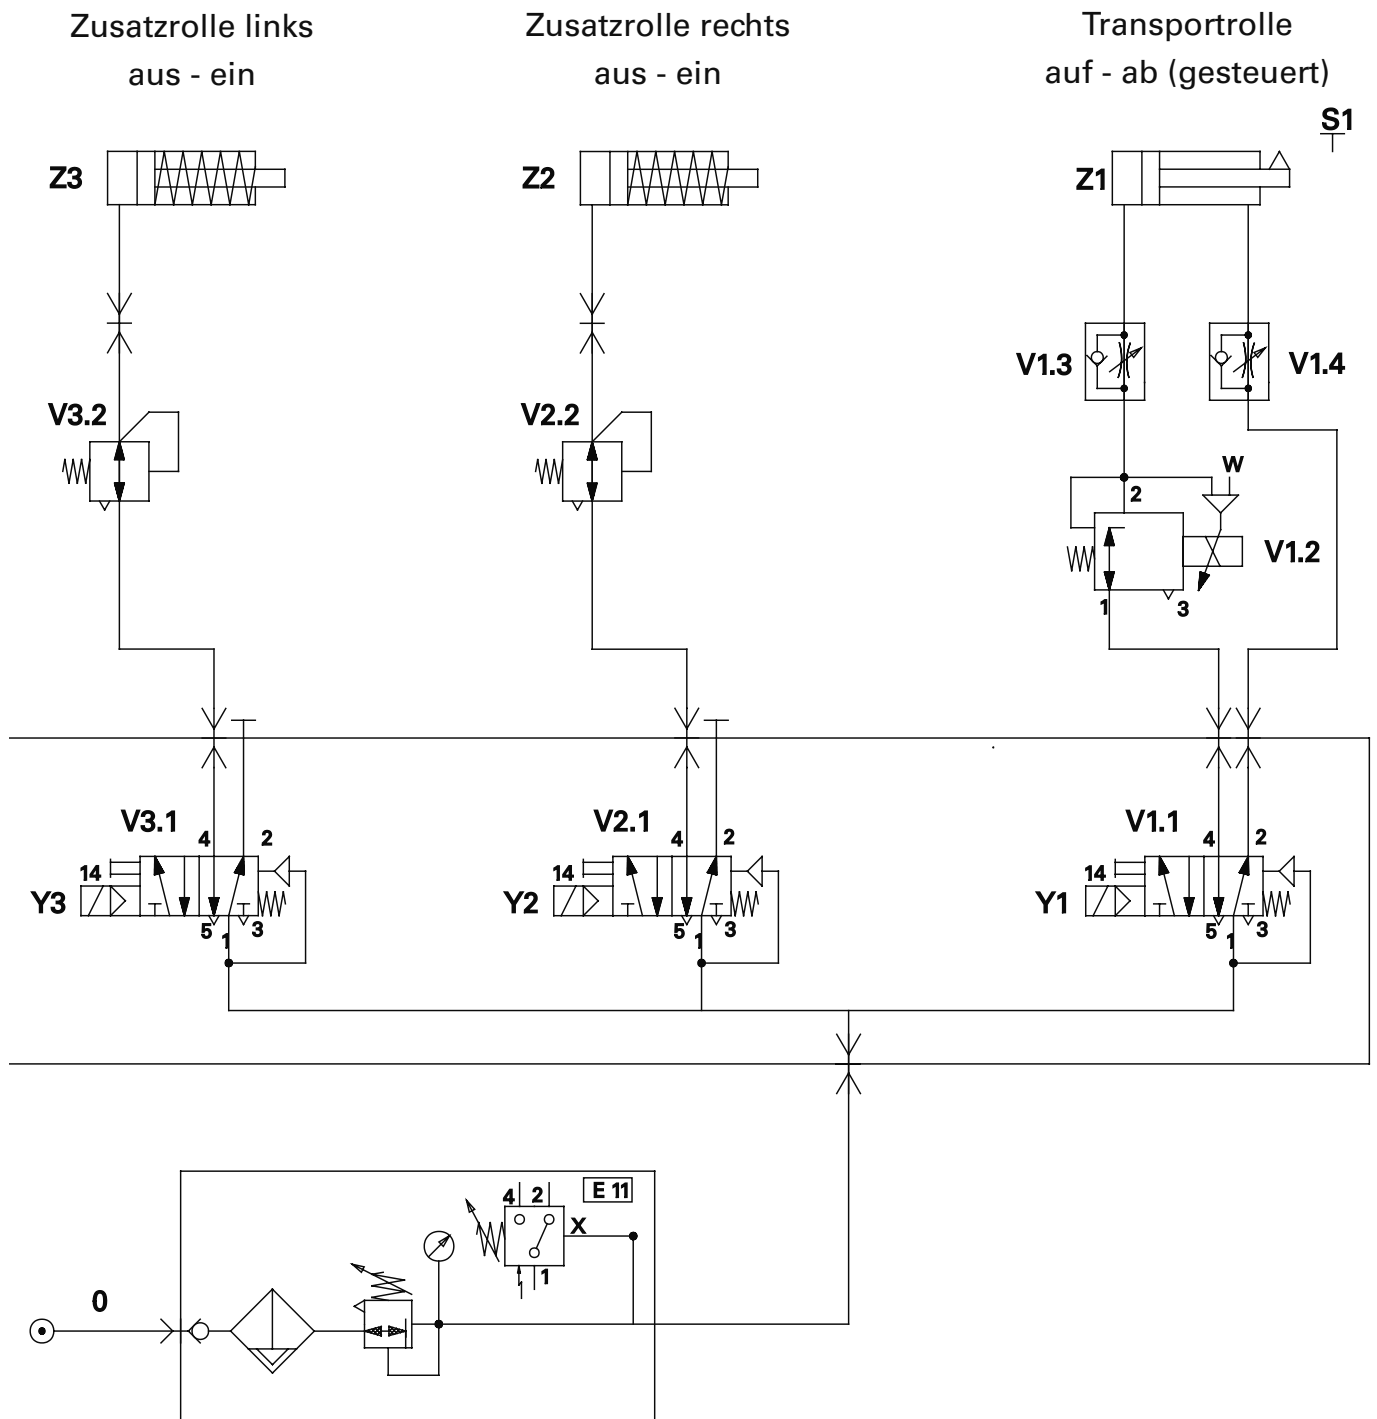 Zusatzrolle links
aus - ein
Zusatzrolle rechts
aus - ein
Transportrolle
auf - ab (gesteuert)
S1
Z3
Z2
Z1
V1.3
V1.4
V3.2
V2.2
W
2
V1.2
1
3
V3.1
4
2
V2.1
4
2
V1.1
4
2
14
14
14
Y3
5
1
3
Y2
5
1
3
Y1
5
1
3
4
2
E 11
X
1
0